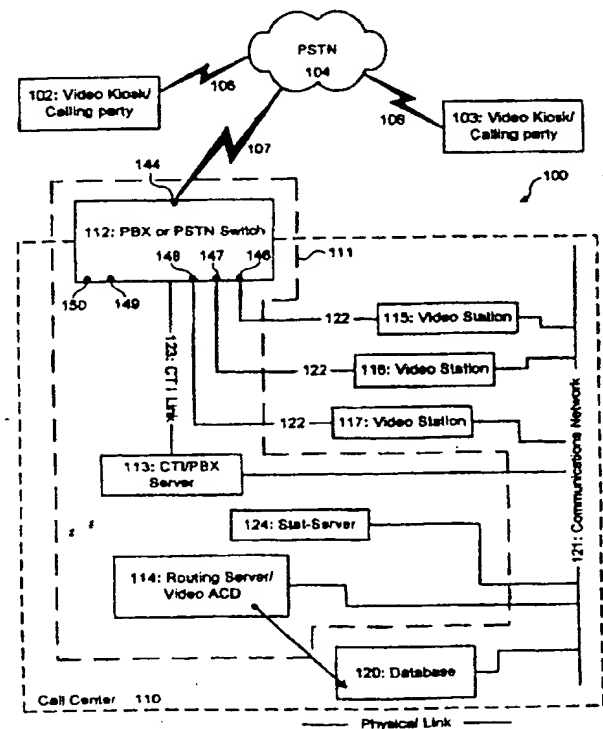 PSTN
104
102: Video Kiosk/
Calling party
106
103: Video Kiosk/
Calling party
108
107
144
100
112: PBX or PSTN Switch
111
148
147
146
150
149
122
115: Video Station
122
116: Video Station
123: CTI Link
122
117: Video Station
113: CTI/PBX
Server
121: Communications Network
124: Stat-Server
114: Routing Server/
Video ACD
120: Database
Call Center 110
Physical Link